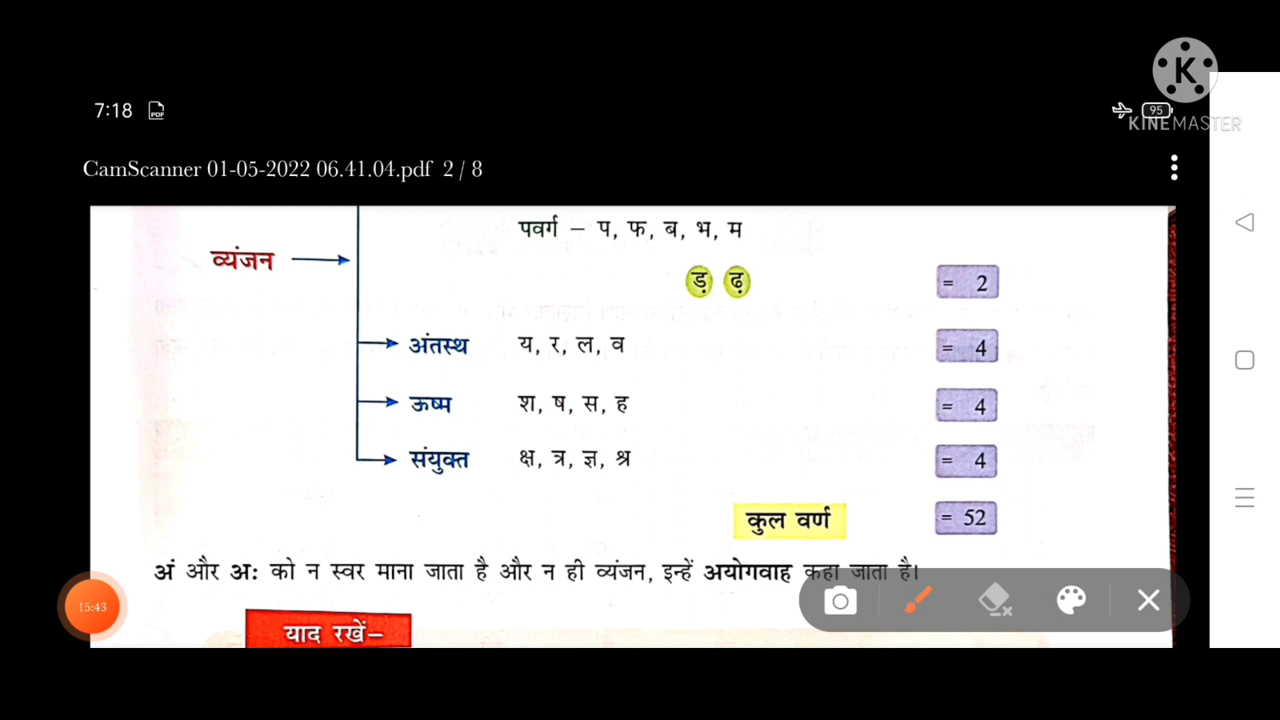 K
7:18 PDF 95
KINEMASTER
CamScanner 01-05-2022 06.41.04.pdf 2 / 8
पवर्ग – प, फ, ब, भ, म
व्यंजन
ड़ ढ़ = 2
अंतस्थ य, र, ल, व = 4
ऊष्म श, ष, स, ह = 4
संयुक्त क्ष, त्र, ज्ञ, श्र = 4
कुल वर्ण = 52
अं और अः को न स्वर माना जाता है और न ही व्यंजन, इन्हें अयोगवाह कहा जाता है।
15:43
याद रखें–